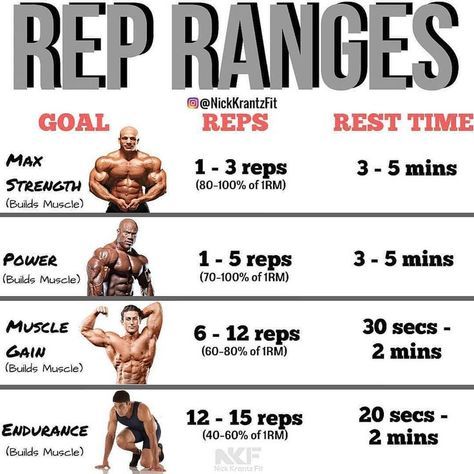 REP RANGES
@NickKrantzFit
GOAL REPS REST TIME
MAX STRENGTH
(Builds Muscle)
1 - 3 reps
(80-100% of 1RM)
3 - 5 mins
POWER
(Builds Muscle)
1 - 5 reps
(70-100% of 1RM)
3 - 5 mins
MUSCLE
GAIN
(Builds Muscle)
6 - 12 reps
(60-80% of 1RM)
30 secs -
2 mins
ENDURANCE
(Builds Muscle)
12 - 15 reps
(40-60% of 1RM)
20 secs -
2 mins
NKF
Nick Krantz Fit